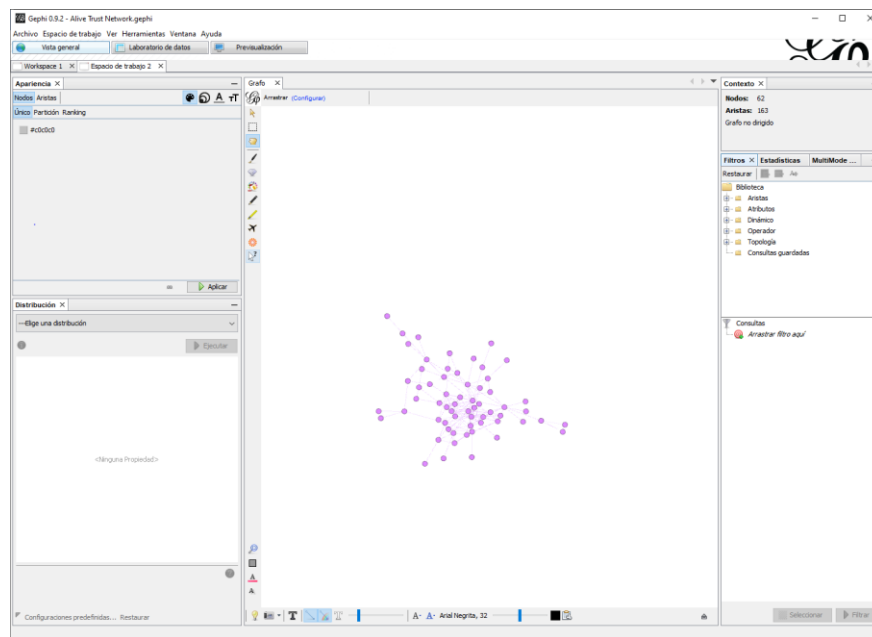 Gephi 0.9.2 - Alive Trust Network.gephi
Archivo Espacio de trabajo Ver Herramientas Ventana Ayuda
Vista general Laboratorio de datos Previsualización
Workspace 1 Espacio de trabajo 2
Apariencia
Nodos Aristas
Único Partición Ranking
#c0c0c0
Aplicar
Distribución
---Elige una distribución
Ejecutar
<Ninguna Propiedad>
Configuraciones predefinidas... Restaurar
Grafo
Arrastrar (Configurar)
A- A- Arial Negrita, 32
Contexto
Nodos: 62
Aristas: 163
Grafo no dirigido
Filtros Estadísticas MultiMode ...
Restaurar
Biblioteca
Aristas
Atributos
Dinámico
Operador
Topología
Consultas guardadas
Consultas
Arrastrar filtro aquí
Seleccionar Filtrar